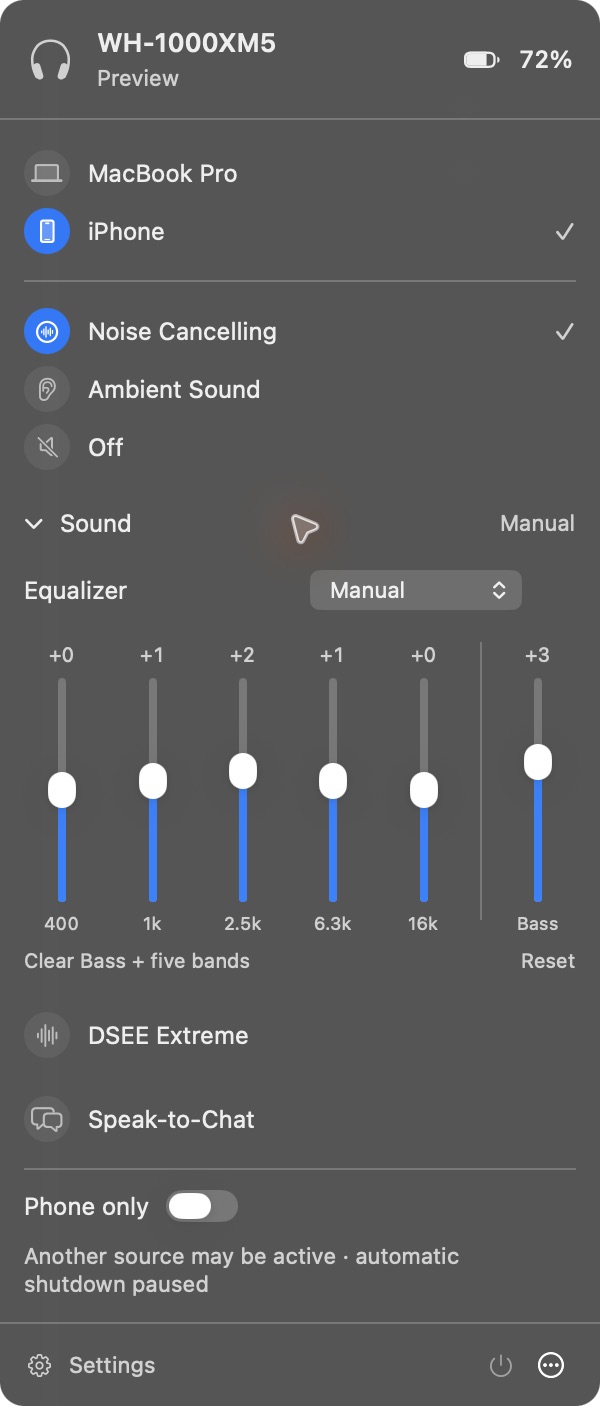 WH-1000XM5
Preview
72%
MacBook Pro
iPhone
Noise Cancelling
Ambient Sound
Off
Sound
Manual
Equalizer
Manual
+0 +1 +2 +1 +0 +3
400 1k 2.5k 6.3k 16k Bass
Clear Bass + five bands
Reset
DSEE Extreme
Speak-to-Chat
Phone only
Another source may be active · automatic
shutdown paused
Settings